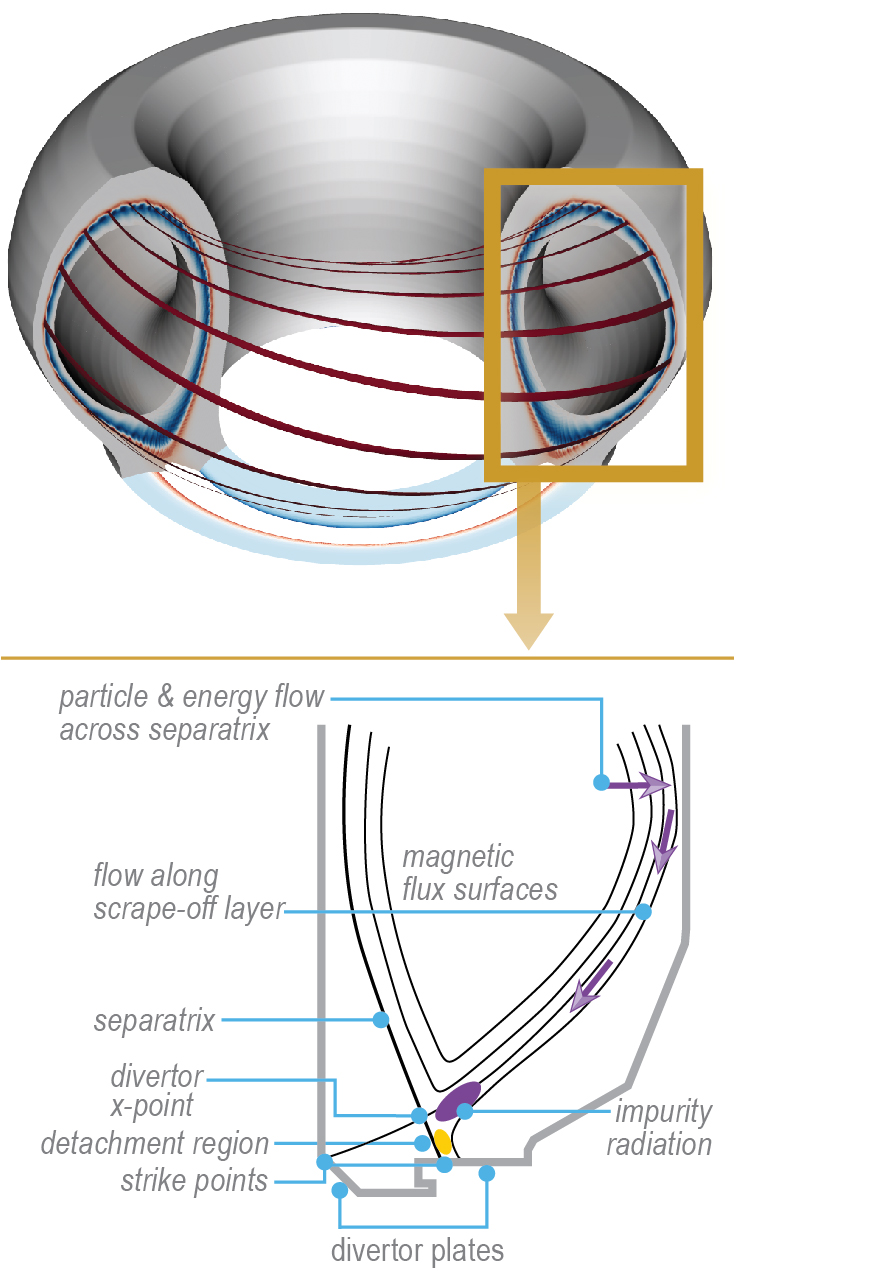 particle & energy flow
across separatrix
magnetic
flux surfaces
flow along
scrape-off layer
separatrix
divertor
x-point
impurity
radiation
detachment region
strike points
divertor plates